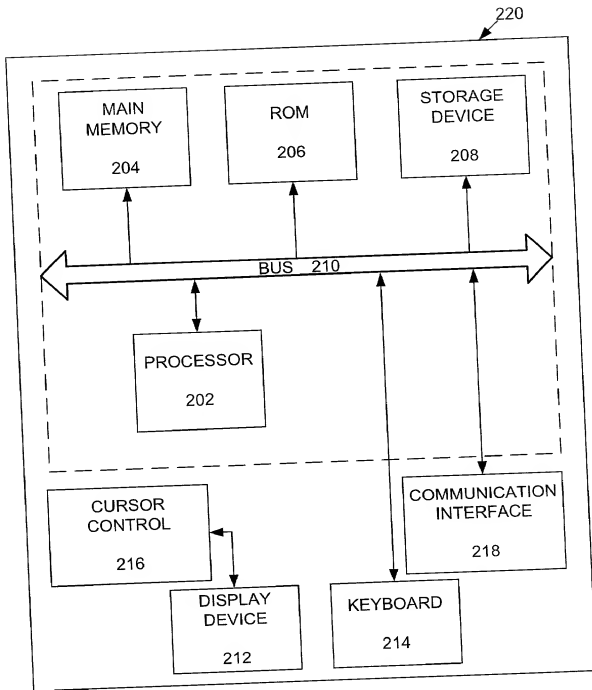 220
MAIN
MEMORY
204
ROM
206
STORAGE
DEVICE
208
BUS 210
PROCESSOR
202
CURSOR
CONTROL
216
COMMUNICATION
INTERFACE
218
DISPLAY
DEVICE
212
KEYBOARD
214